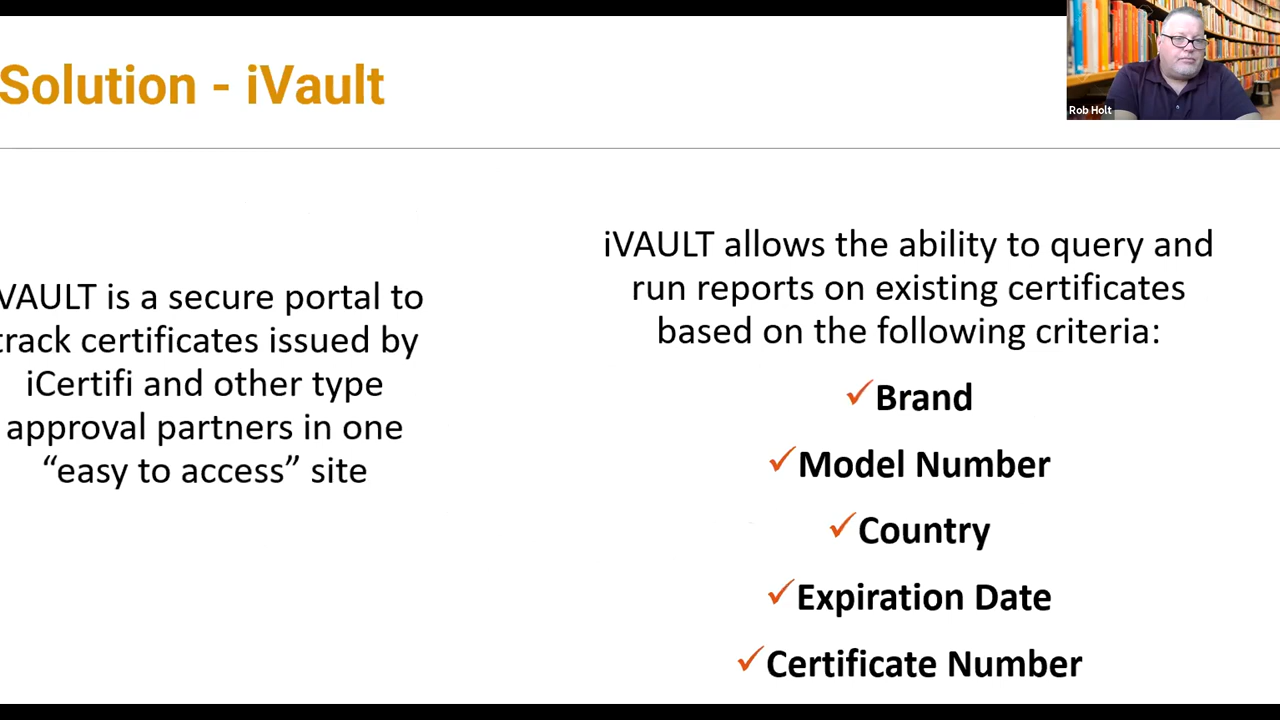 Solution - iVault
Rob Holt
VAULT is a secure portal to
track certificates issued by
iCertifi and other type
approval partners in one
“easy to access” site
iVAULT allows the ability to query and
run reports on existing certificates
based on the following criteria:
✓Brand
✓Model Number
✓Country
✓Expiration Date
✓Certificate Number